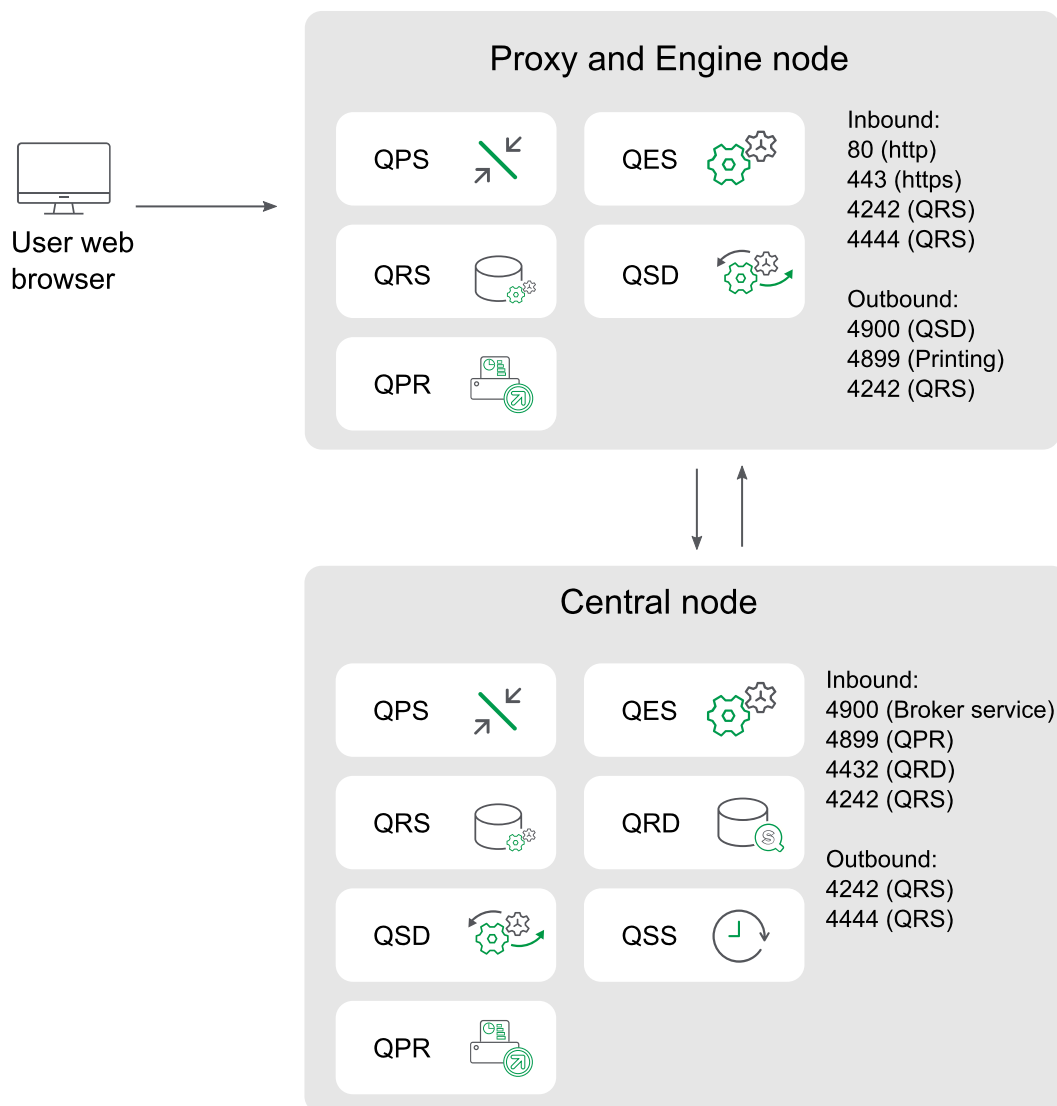 Proxy and Engine node
QPS
QES
QRS
QSD
QPR
Inbound:
80 (http)
443 (https)
4242 (QRS)
4444 (QRS)
Outbound:
4900 (QSD)
4899 (Printing)
4242 (QRS)
User web
browser
Central node
QPS
QES
QRS
QRD
S
QSD
QSS
QPR
Inbound:
4900 (Broker service)
4899 (QPR)
4432 (QRD)
4242 (QRS)
Outbound:
4242 (QRS)
4444 (QRS)